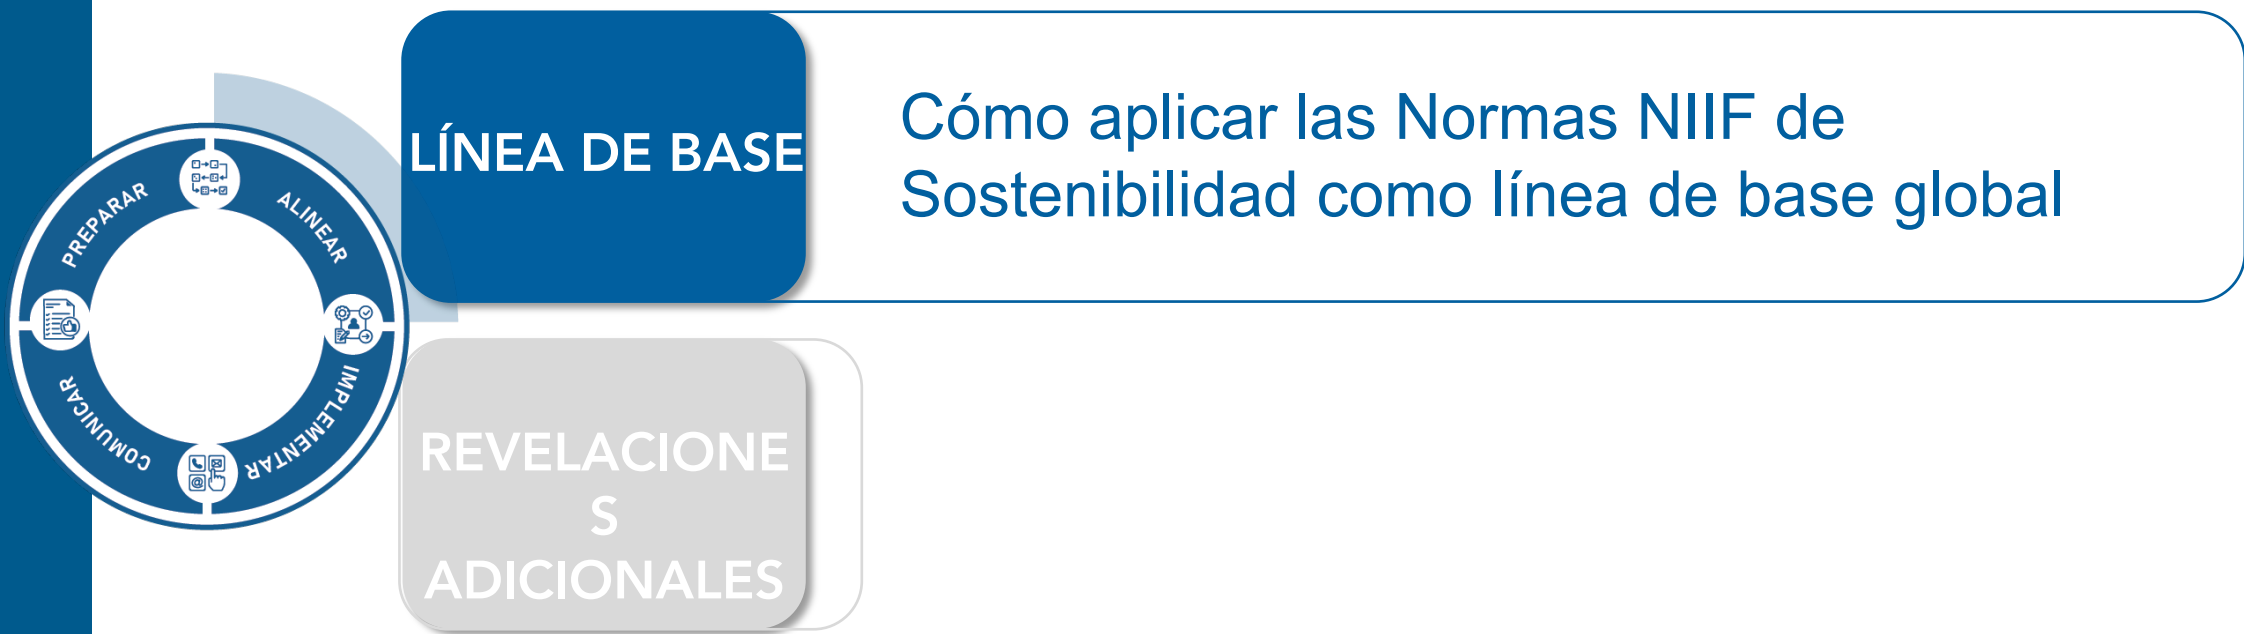 PREPARAR
ALINEAR
IMPLEMENTAR
COMUNICAR
LÍNEA DE BASE
Cómo aplicar las Normas NIIF de
Sostenibilidad como línea de base global
REVELACIONE
S
ADICIONALES